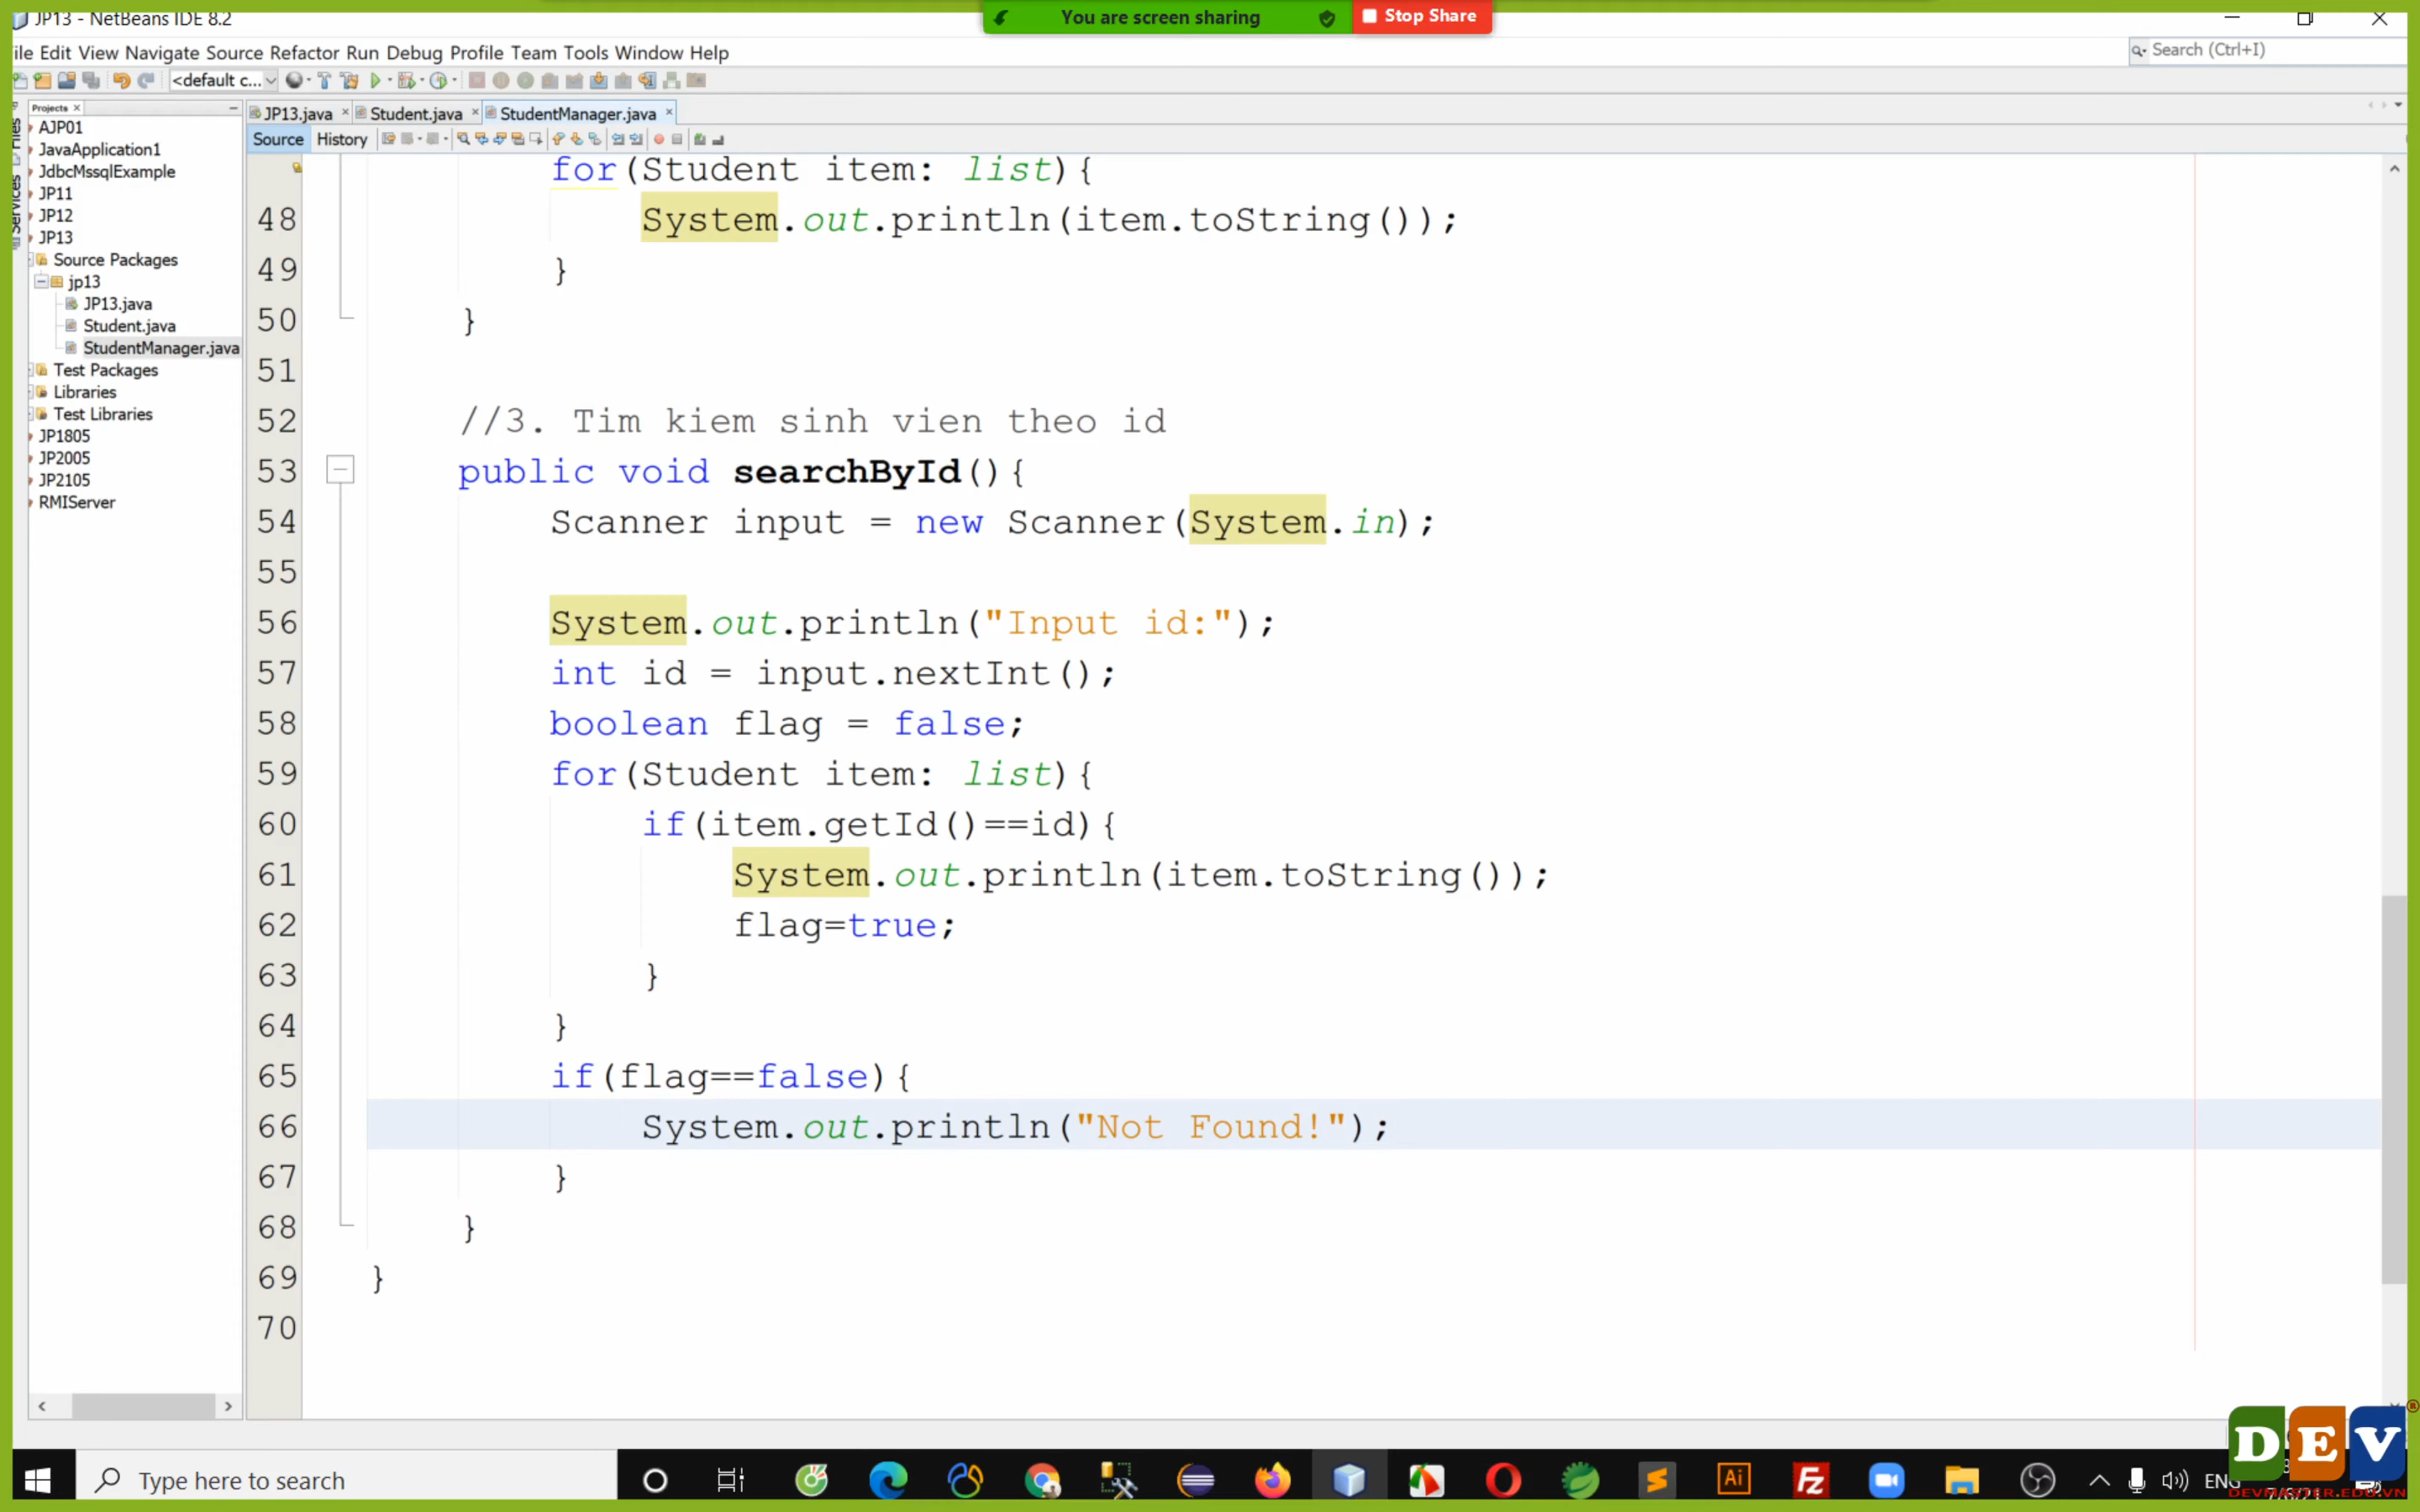 JP13 - NetBeans IDE 8.2
You are screen sharing
Stop Share
ile Edit View Navigate Source Refactor Run Debug Profile Team Tools Window Help
Search (Ctrl+I)
<default c...
Projects
JP13.java
Student.java
StudentManager.java
Source
History
Files
Services
AJP01
JavaApplication1
JdbcMssqlExample
JP11
JP12
JP13
Source Packages
jp13
JP13.java
Student.java
StudentManager.java
Test Packages
Libraries
Test Libraries
JP1805
JP2005
JP2105
RMIServer
for(Student item: list){
48 System.out.println(item.toString());
49 }
50 }
51
52 //3. Tim kiem sinh vien theo id
53 public void searchById(){
54 Scanner input = new Scanner(System.in);
55
56 System.out.println("Input id:");
57 int id = input.nextInt();
58 boolean flag = false;
59 for(Student item: list){
60 if(item.getId()==id){
61 System.out.println(item.toString());
62 flag=true;
63 }
64 }
65 if(flag==false){
66 System.out.println("Not Found!");
67 }
68 }
69 }
70
DEV
DEVMASTER.EDU.VN
Type here to search
Ai
Fz
ENG